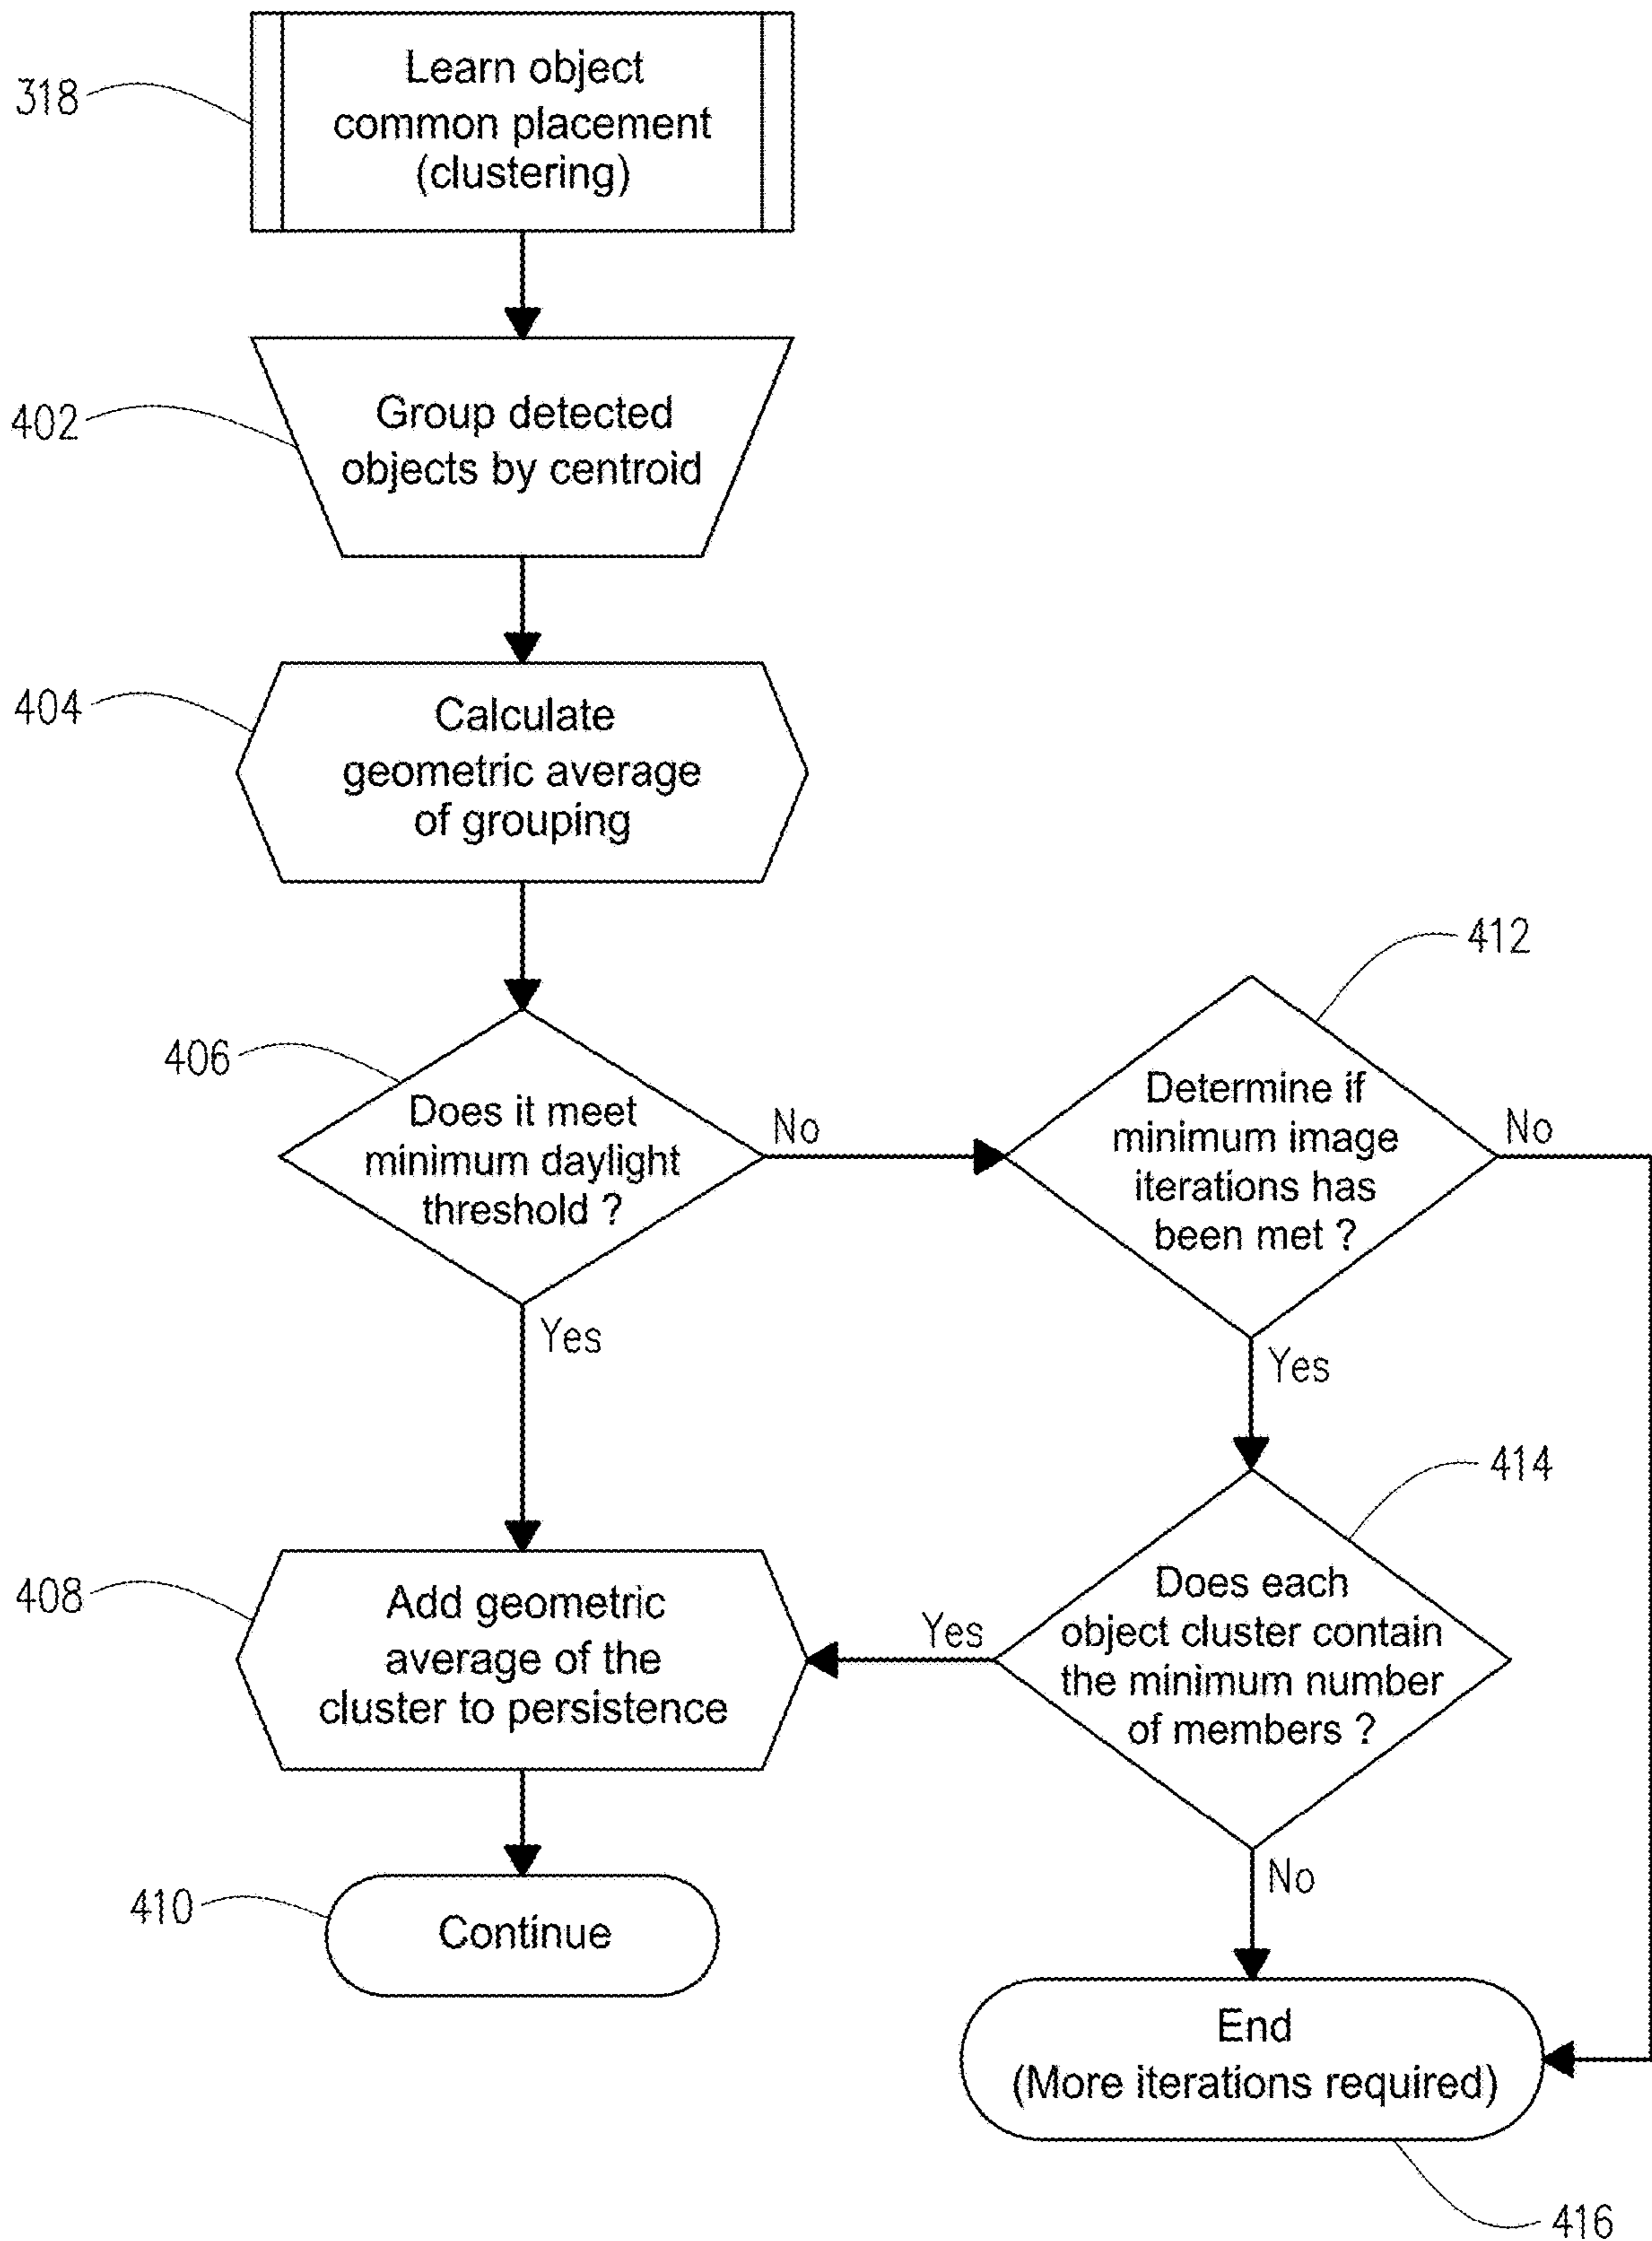 318
Learn object
common placement
(clustering)
402
Group detected
objects by centroid
404
Calculate
geometric average
of grouping
406
Does it meet
minimum daylight
threshold ?
No
Yes
412
Determine if
minimum image
iterations has
been met ?
No
Yes
414
Does each
object cluster contain
the minimum number
of members ?
Yes
No
408
Add geometric
average of the
cluster to persistence
410
Continue
End
(More iterations required)
416